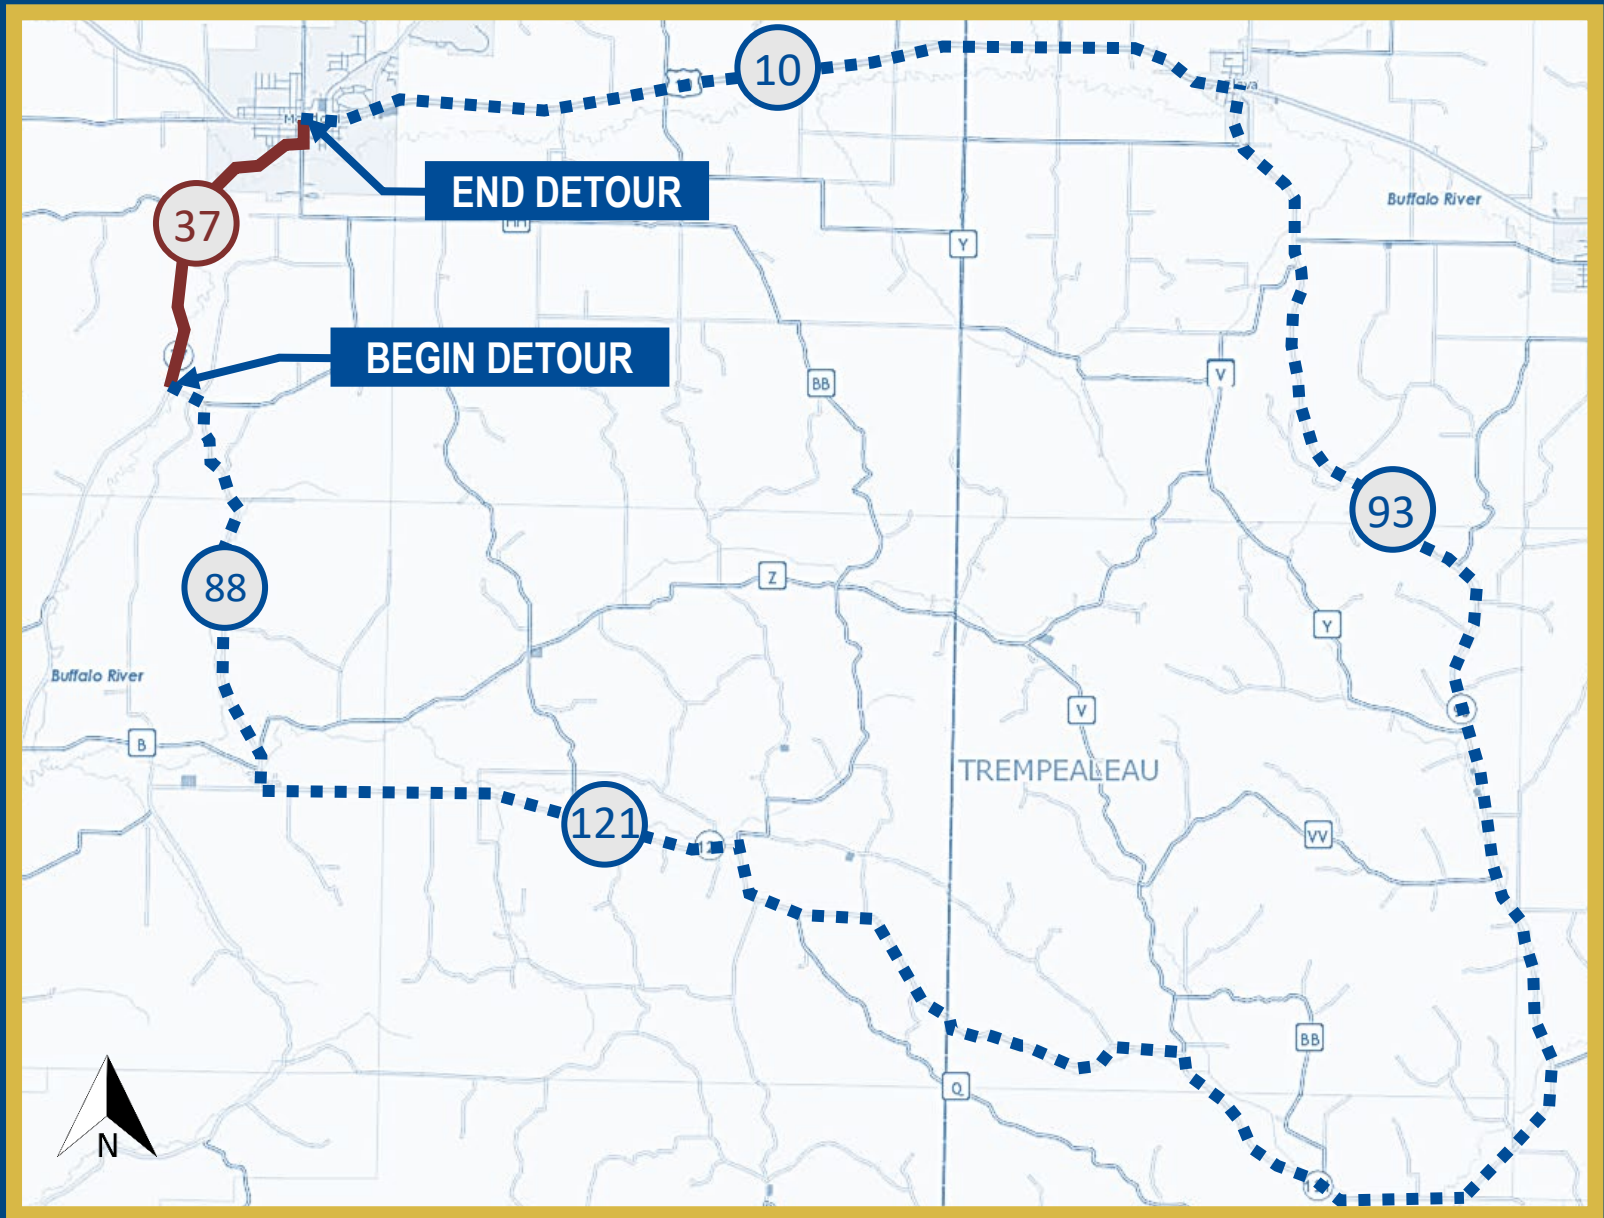 10
END DETOUR
37
Buffalo River
Y
BEGIN DETOUR
V
BB
93
88
Z
Y
Buffalo River
V
B
TREMPEALEAU
121
VV
BB
Q
N